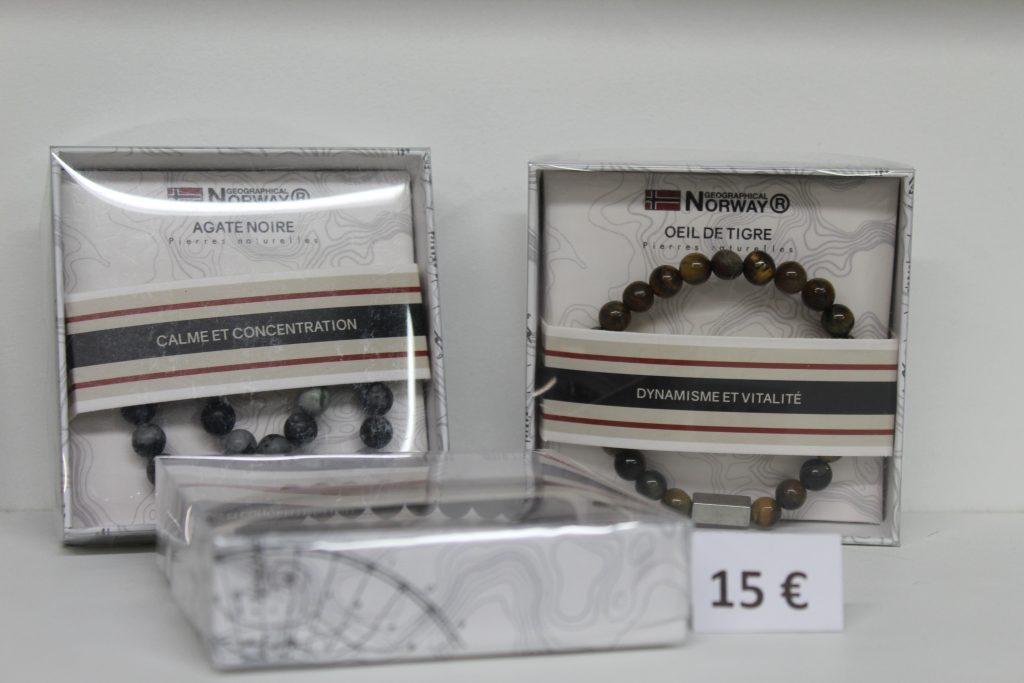 GEOGRAPHICAL
NORWAY®
AGATE NOIRE
Pierres naturelles
CALME ET CONCENTRATION
GEOGRAPHICAL
NORWAY®
OEIL DE TIGRE
Pierres naturelles
DYNAMISME ET VITALITÉ
15 €